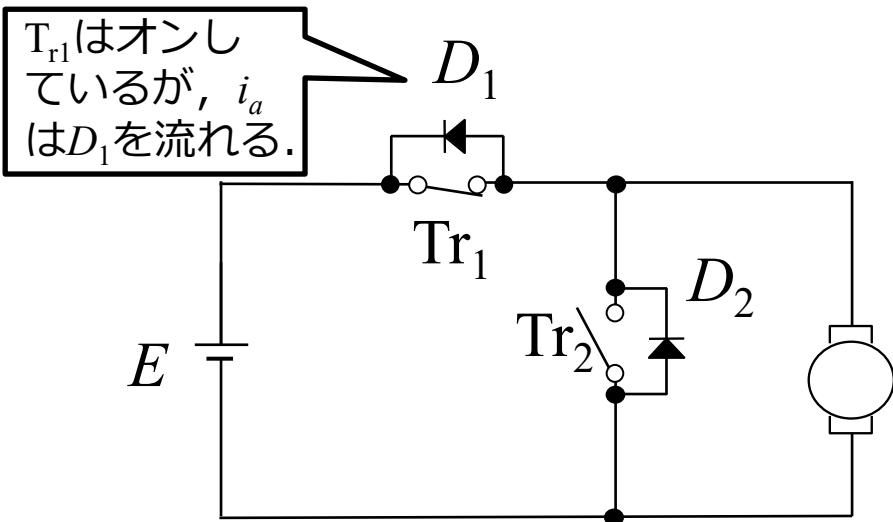 Tr1はオンし
ているが，ia
はD1を流れる.
D1
Tr1
D2
Tr2
E